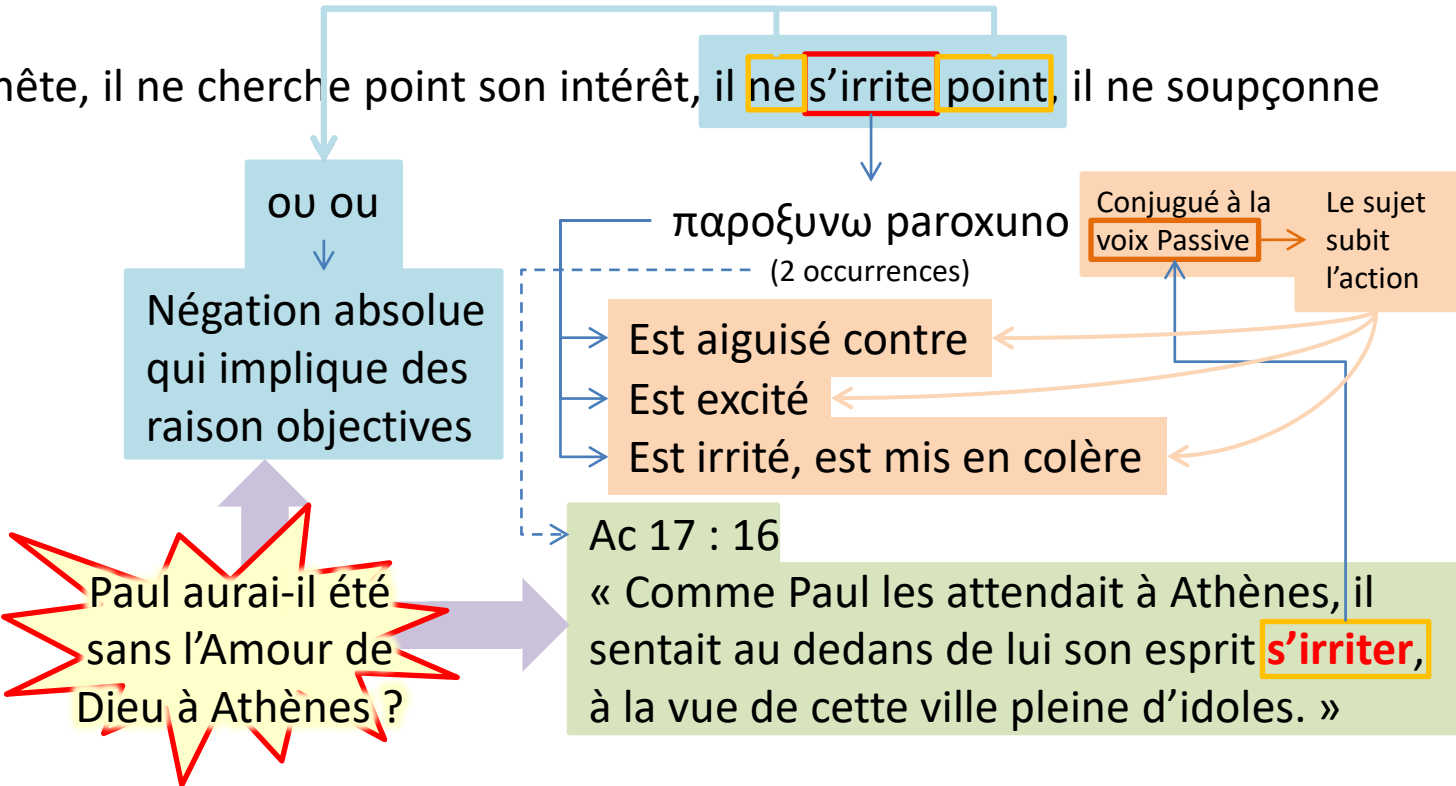 nête, il ne cherche point son intérêt, il ne s’irrite point, il ne soupçonne
ου ou
Négation absolue
qui implique des
raison objectives
παροξυνω paroxuno
(2 occurrences)
Conjugué à la
voix Passive
Le sujet
subit
l’action
Est aiguisé contre
Est excité
Est irrité, est mis en colère
Paul aurai-il été
sans l’Amour de
Dieu à Athènes ?
Ac 17 : 16
« Comme Paul les attendait à Athènes, il
sentait au dedans de lui son esprit s’irriter,
à la vue de cette ville pleine d’idoles. »